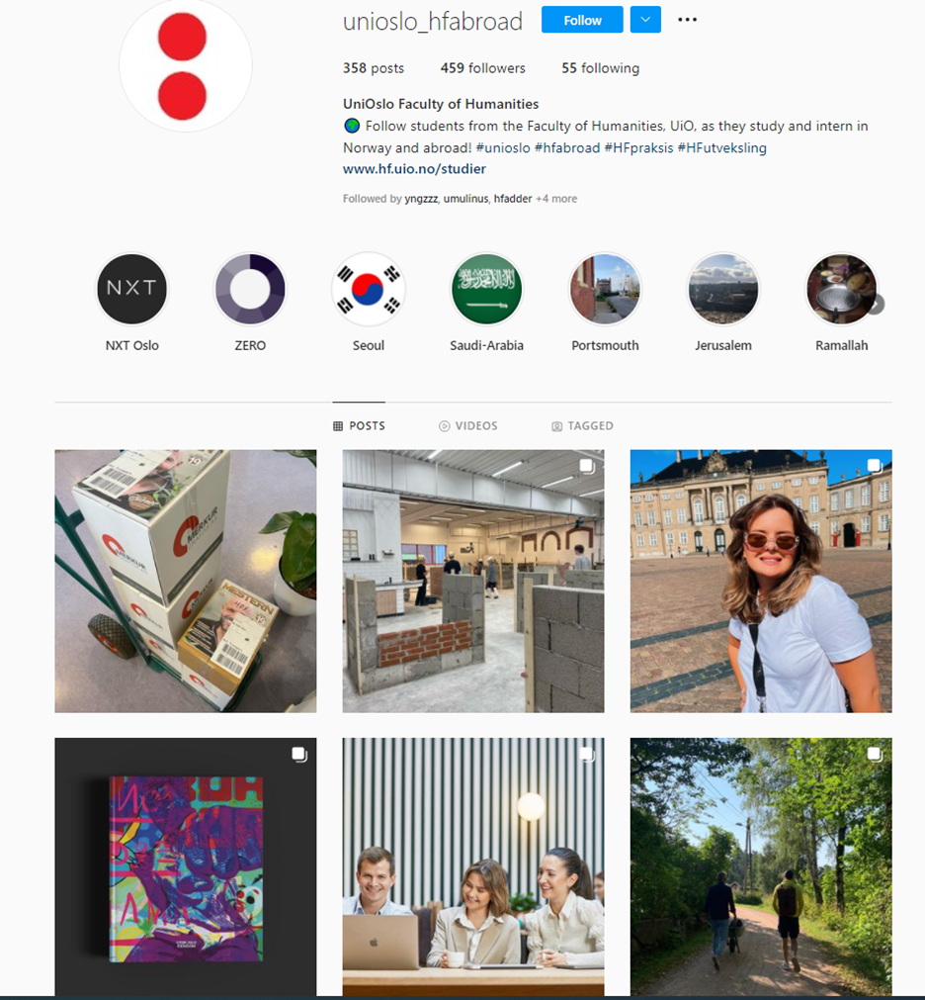 unioslo_hfabroad Follow
358 posts 459 followers 55 following
UniOslo Faculty of Humanities
Follow students from the Faculty of Humanities, UiO, as they study and intern in
Norway and abroad! #unioslo #hfabroad #HFpraksis #HFutveksling
www.hf.uio.no/studier
Followed by yngzzz, umulinus, hfadder +4 more
NXT
NXT Oslo ZERO Seoul Saudi-Arabia Portsmouth Jerusalem Ramallah
POSTS VIDEOS TAGGED
MERKUR
MERKUR
MESTERN